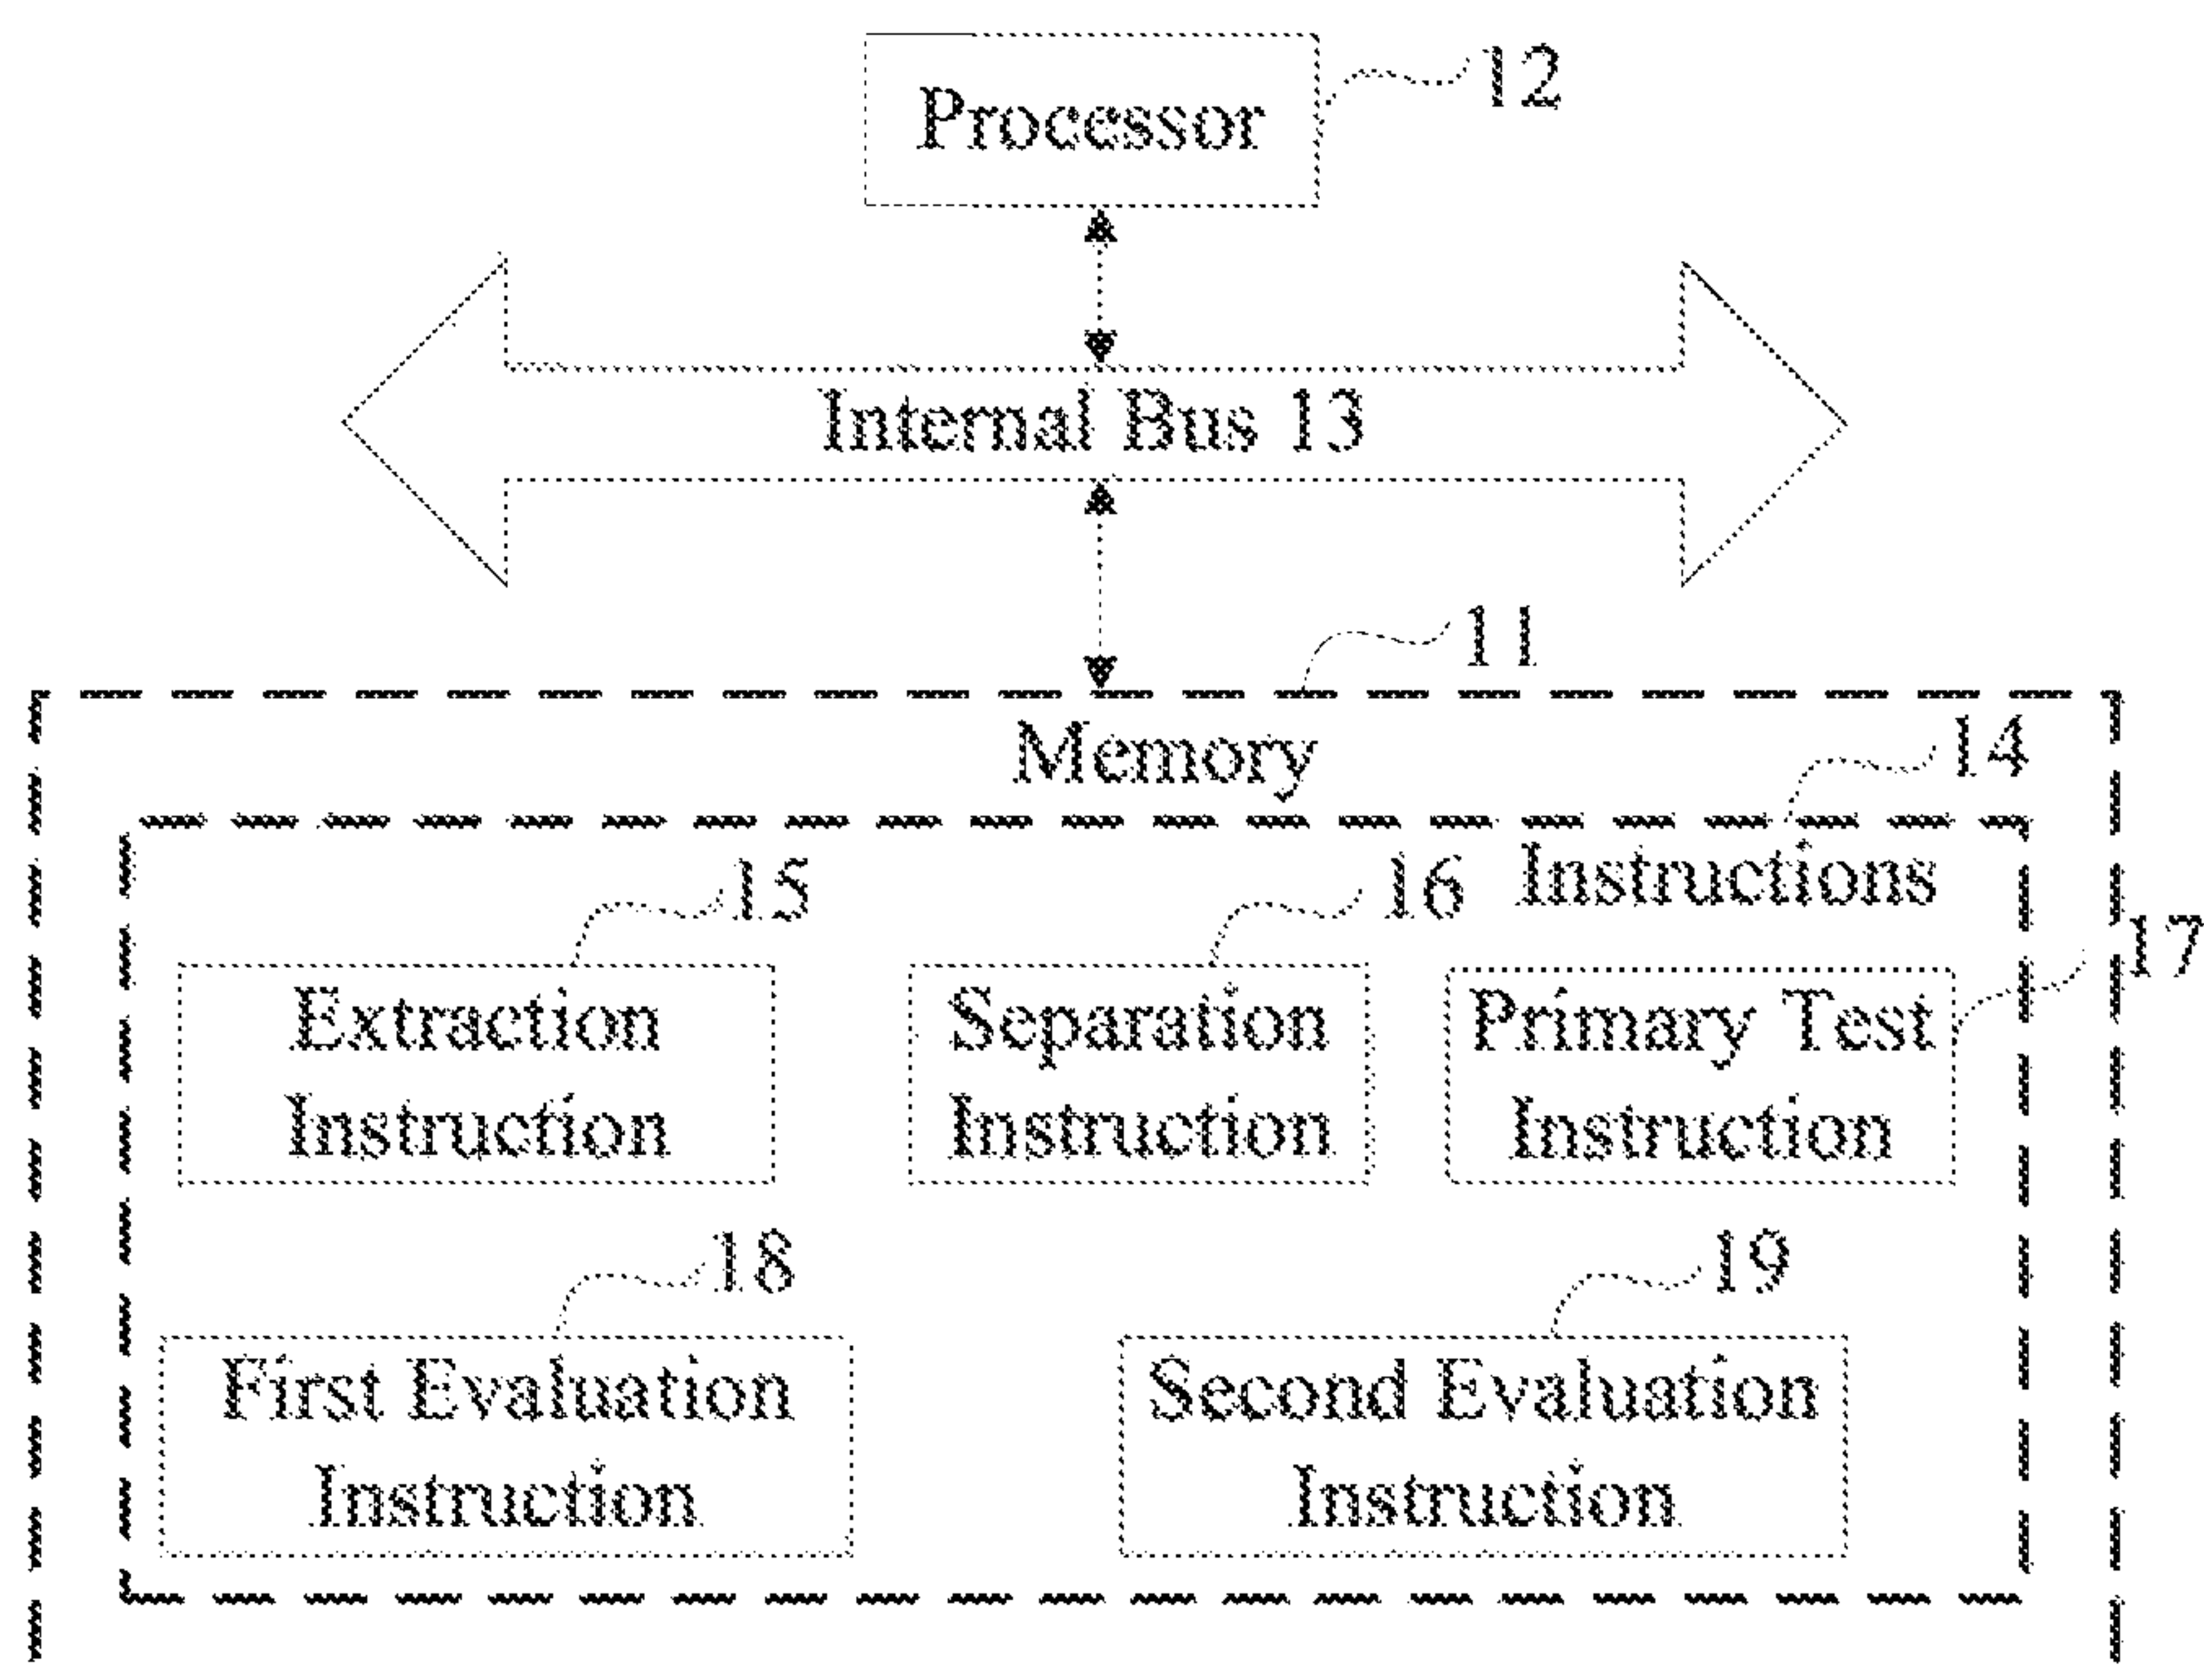 12
Processor
Internal Bus 13
11
Memory
14
Instructions
15
16
17
Extraction
Instruction
Separation
Instruction
Primary Test
Instruction
18
19
First Evaluation
Instruction
Second Evaluation
Instruction